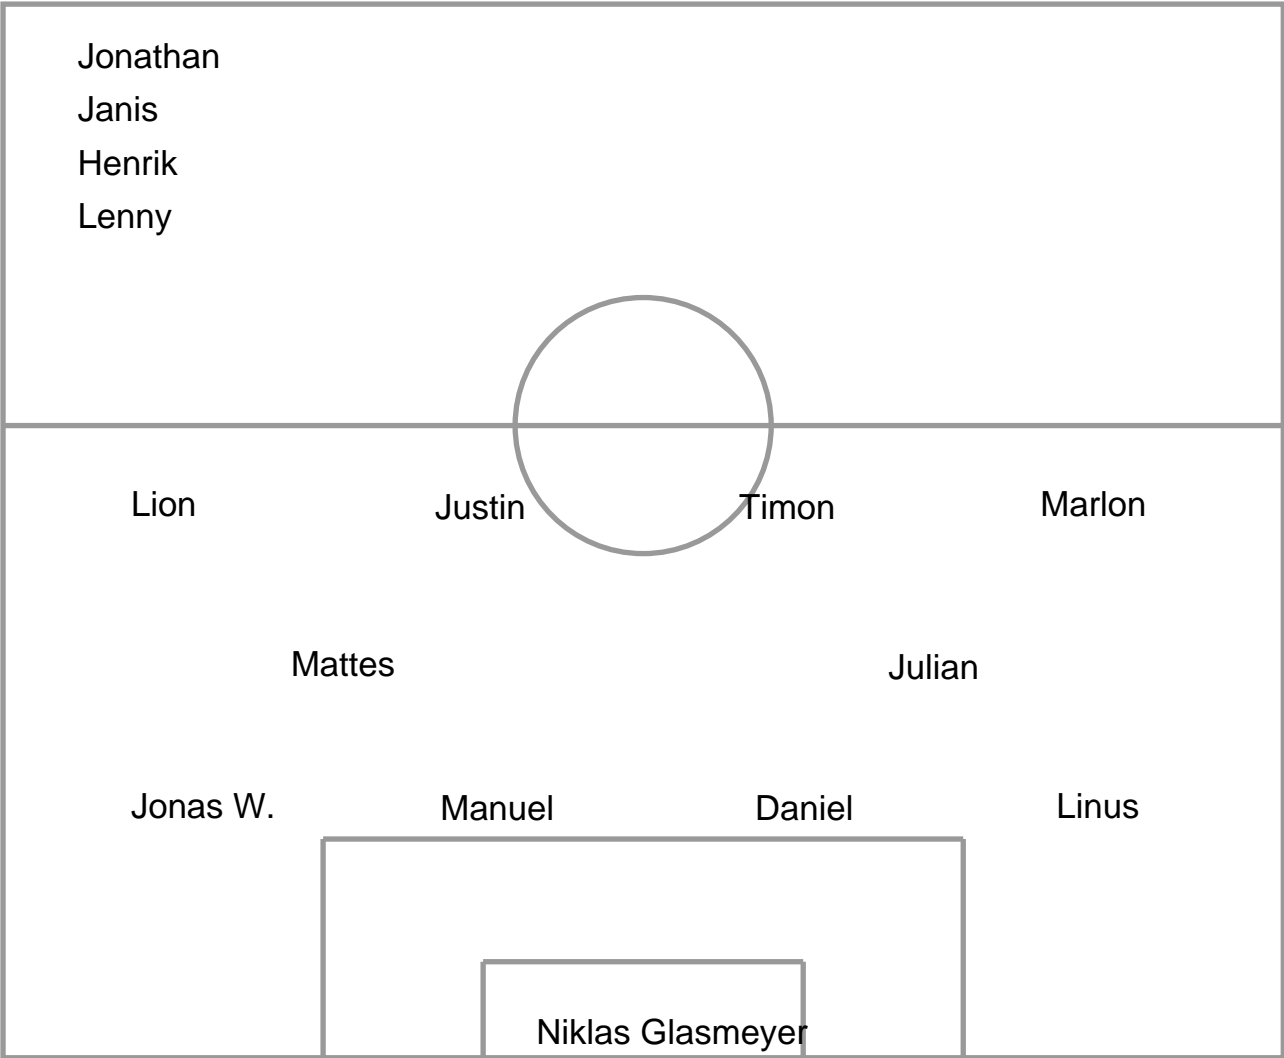 Jonathan
Janis
Henrik
Lenny
Lion Justin Timon Marlon
Mattes Julian
Jonas W. Manuel Daniel Linus
Niklas Glasmeyer